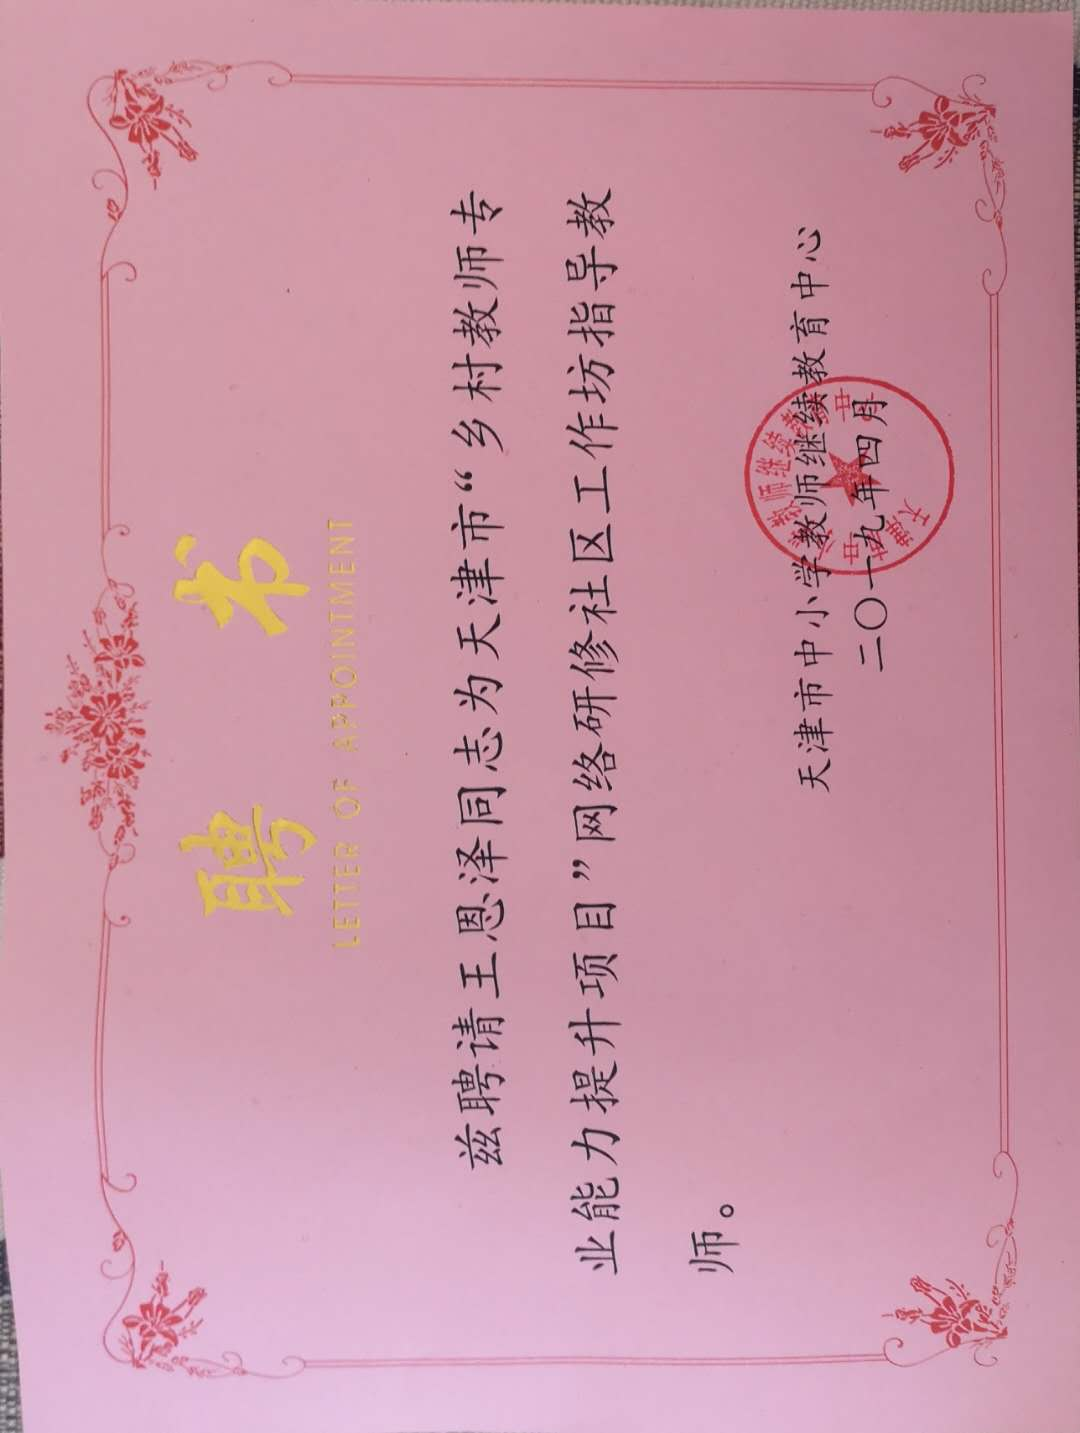 聘书
LETTER OF APPOINTMENT
兹聘请王恩泽同志为天津市“乡村教师专
业能力提升项目”网络研修社区工作坊指导教
师。
天津市中小学教师继续教育中心
二〇一九年四月